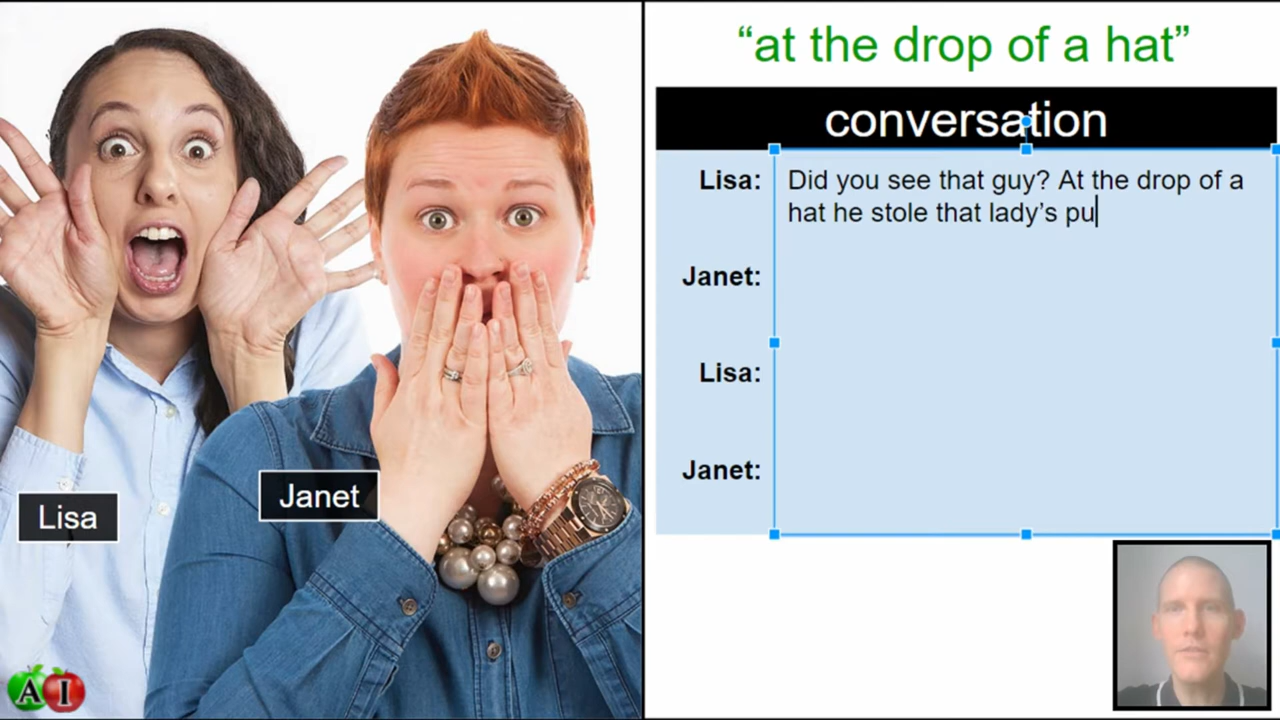 “at the drop of a hat”
conversation
Lisa: Did you see that guy? At the drop of a
hat he stole that lady’s pu
Janet:
Lisa:
Janet:
Lisa
Janet
A I